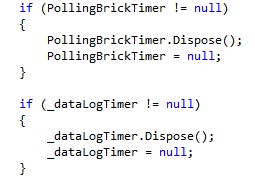 if (PollingBrickTimer != null)
{
    PollingBrickTimer.Dispose();
    PollingBrickTimer = null;
}

if (_dataLogTimer != null)
{
    _dataLogTimer.Dispose();
    _dataLogTimer = null;
}